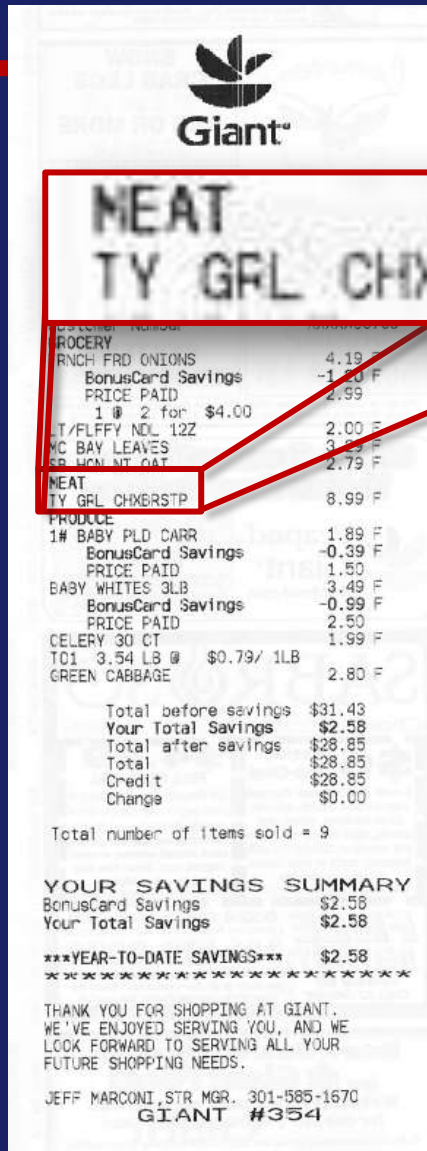 Giant
MEAT
TY GRL CHX
GROCERY
FRNCH FRD ONIONS 4.19 F
BonusCard Savings -1.20 F
PRICE PAID 2.99
1 @ 2 for $4.00
LT/FLFFY NDL 12Z 2.00 F
MC BAY LEAVES 3.29 F
SB HON NT OAT 2.79 F
MEAT
TY GRL CHXBRSTP 8.99 F
PRODUCE
1# BABY PLD CARR 1.89 F
BonusCard Savings -0.39 F
PRICE PAID 1.50
BABY WHITES 3LB 3.49 F
BonusCard Savings -0.99 F
PRICE PAID 2.50
CELERY 30 CT 1.99 F
T01 3.54 LB @ $0.79/ 1LB
GREEN CABBAGE 2.80 F
Total before savings $31.43
Your Total Savings $2.58
Total after savings $28.85
Total $28.85
Credit $28.85
Change $0.00
Total number of items sold = 9
YOUR SAVINGS SUMMARY
BonusCard Savings $2.58
Your Total Savings $2.58
***YEAR-TO-DATE SAVINGS*** $2.58
THANK YOU FOR SHOPPING AT GIANT.
WE'VE ENJOYED SERVING YOU, AND WE
LOOK FORWARD TO SERVING ALL YOUR
FUTURE SHOPPING NEEDS.
JEFF MARCONI,STR MGR. 301-585-1670
GIANT #354